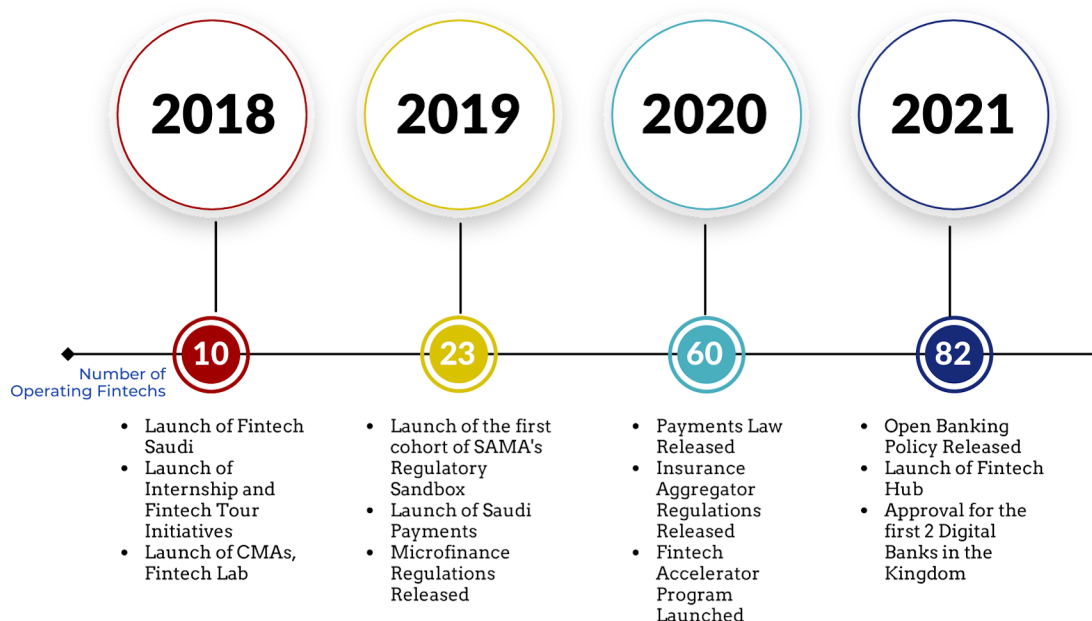 2018
2019
2020
2021
10
23
60
82
Number of
Operating Fintechs
• Launch of Fintech
Saudi
• Launch of
Internship and
Fintech Tour
Initiatives
• Launch of CMAs,
Fintech Lab
• Launch of the first
cohort of SAMA's
Regulatory
Sandbox
• Launch of Saudi
Payments
• Microfinance
Regulations
Released
• Payments Law
Released
• Insurance
Aggregator
Regulations
Released
• Fintech
Accelerator
Program
Launched
• Open Banking
Policy Released
• Launch of Fintech
Hub
• Approval for the
first 2 Digital
Banks in the
Kingdom